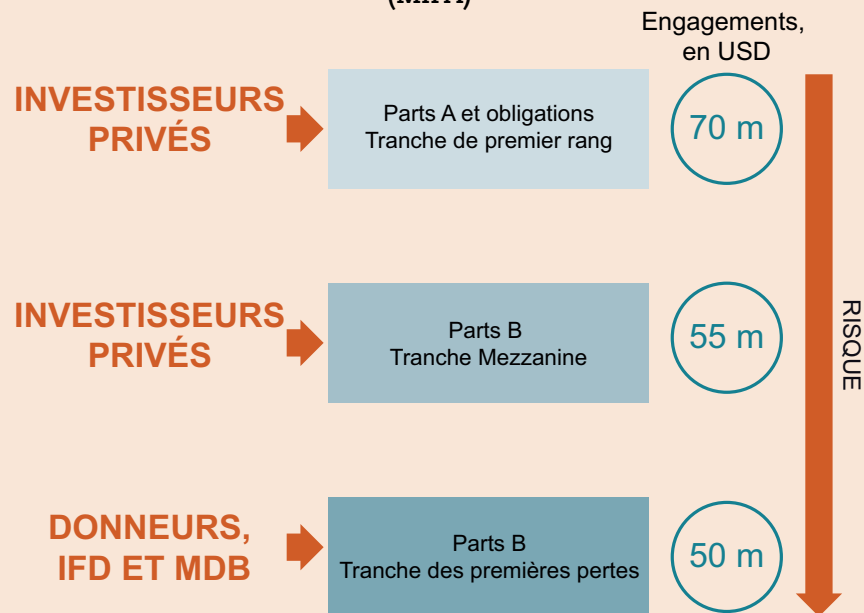 Engagements,
en USD
INVESTISSEURS
PRIVÉS
Parts A et obligations
Tranche de premier rang
70 m
INVESTISSEURS
PRIVÉS
Parts B
Tranche Mezzanine
55 m
RISQUE
DONNEURS,
IFD ET MDB
Parts B
Tranche des premières pertes
50 m